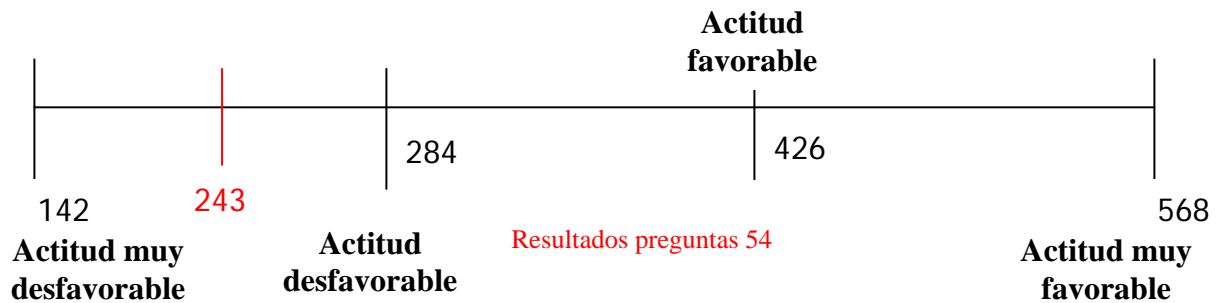 Actitud
favorable
284
426
142
243
568
Actitud muy
desfavorable
Actitud
desfavorable
Resultados preguntas 54
Actitud muy
favorable